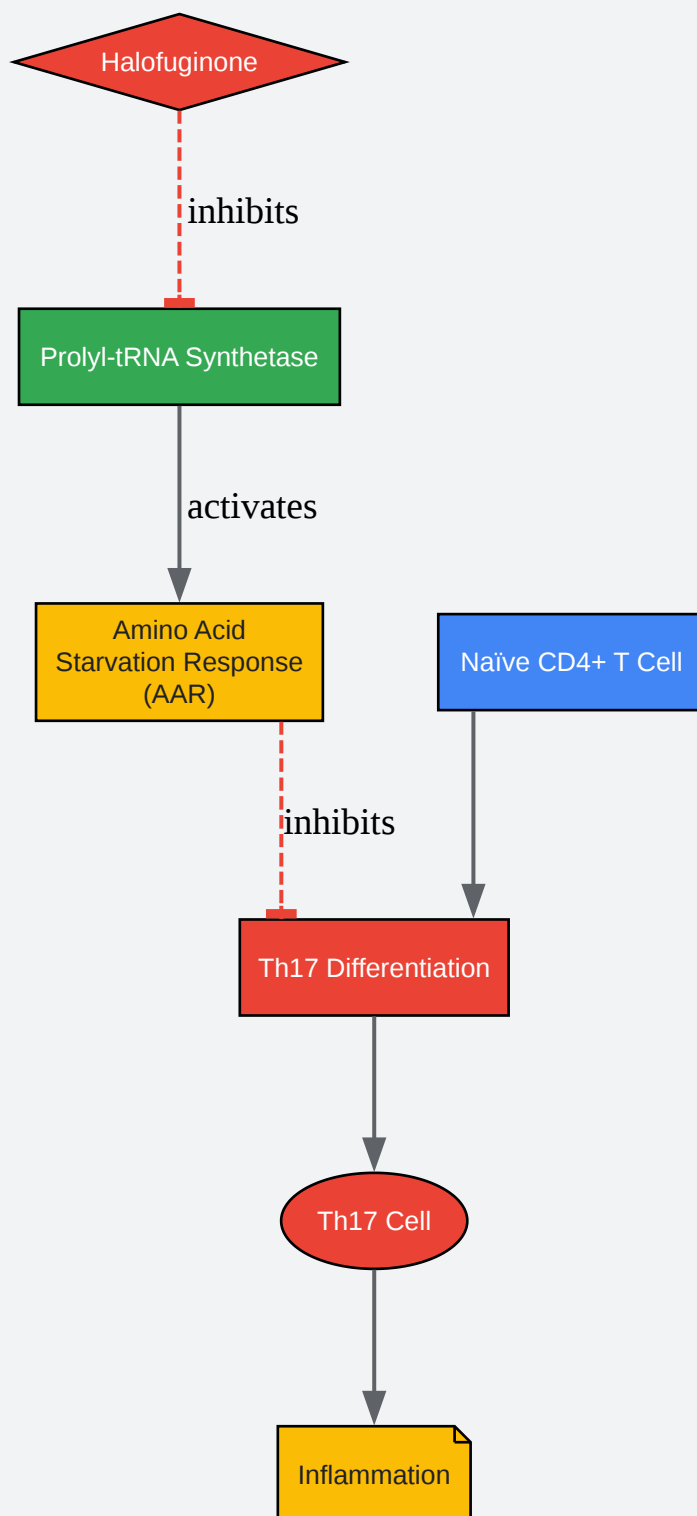 Halofuginone
inhibits
Prolyl-tRNA Synthetase
activates
Amino Acid
Starvation Response
(AAR)
Naïve CD4+ T Cell
inhibits
Th17 Differentiation
Th17 Cell
Inflammation